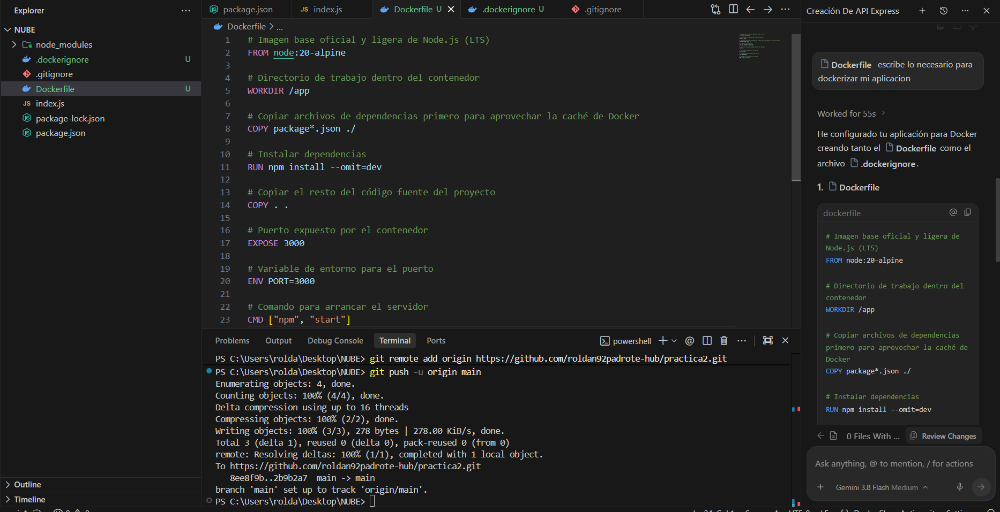 Explorer
NUBE
node_modules
.dockerignore U
.gitignore
Dockerfile U
index.js
package-lock.json
package.json
Outline
Timeline
package.json
index.js
Dockerfile U
.dockerignore U
.gitignore
Dockerfile > ...
1 # Imagen base oficial y ligera de Node.js (LTS)
2 FROM node:20-alpine
3
4 # Directorio de trabajo dentro del contenedor
5 WORKDIR /app
6
7 # Copiar archivos de dependencias primero para aprovechar la caché de Docker
8 COPY package*.json ./
9
10 # Instalar dependencias
11 RUN npm install --omit=dev
12
13 # Copiar el resto del código fuente del proyecto
14 COPY . .
15
16 # Puerto expuesto por el contenedor
17 EXPOSE 3000
18
19 # Variable de entorno para el puerto
20 ENV PORT=3000
21
22 # Comando para arrancar el servidor
23 CMD ["npm", "start"]
Problems Output Debug Console Terminal Ports
powershell
PS C:\Users\rolda\Desktop\NUBE> git remote add origin https://github.com/roldan92padrote-hub/practica2.git
PS C:\Users\rolda\Desktop\NUBE> git push -u origin main
Enumerating objects: 4, done.
Counting objects: 100% (4/4), done.
Delta compression using up to 16 threads
Compressing objects: 100% (2/2), done.
Writing objects: 100% (3/3), 278 bytes | 278.00 KiB/s, done.
Total 3 (delta 1), reused 0 (delta 0), pack-reused 0 (from 0)
remote: Resolving deltas: 100% (1/1), completed with 1 local object.
To https://github.com/roldan92padrote-hub/practica2.git
8ee8f9b..2b9b2a7 main -> main
branch 'main' set up to track 'origin/main'.
PS C:\Users\rolda\Desktop\NUBE>
Creación De API Express
Dockerfile escribe lo necesario para
dockerizar mi aplicacion
Worked for 55s
He configurado tu aplicación para Docker
creando tanto el Dockerfile como el
archivo .dockerignore.
1. Dockerfile
dockerfile
# Imagen base oficial y ligera de
Node.js (LTS)
FROM node:20-alpine
# Directorio de trabajo dentro del
contenedor
WORKDIR /app
# Copiar archivos de dependencias
primero para aprovechar la caché de
Docker
COPY package*.json ./
# Instalar dependencias
RUN npm install --omit=dev
0 Files With ... Review Changes
Ask anything, @ to mention, / for actions
Gemini 3.8 Flash Medium